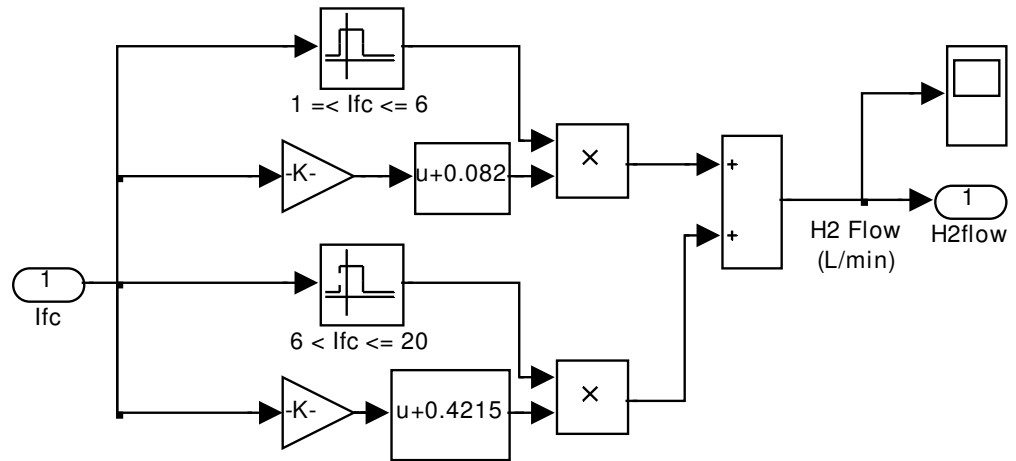 1 =< Ifc <= 6
-K-
u+0.082
×
+
+
H2 Flow
(L/min)
1
H2flow
1
Ifc
6 < Ifc <= 20
-K-
u+0.4215
×